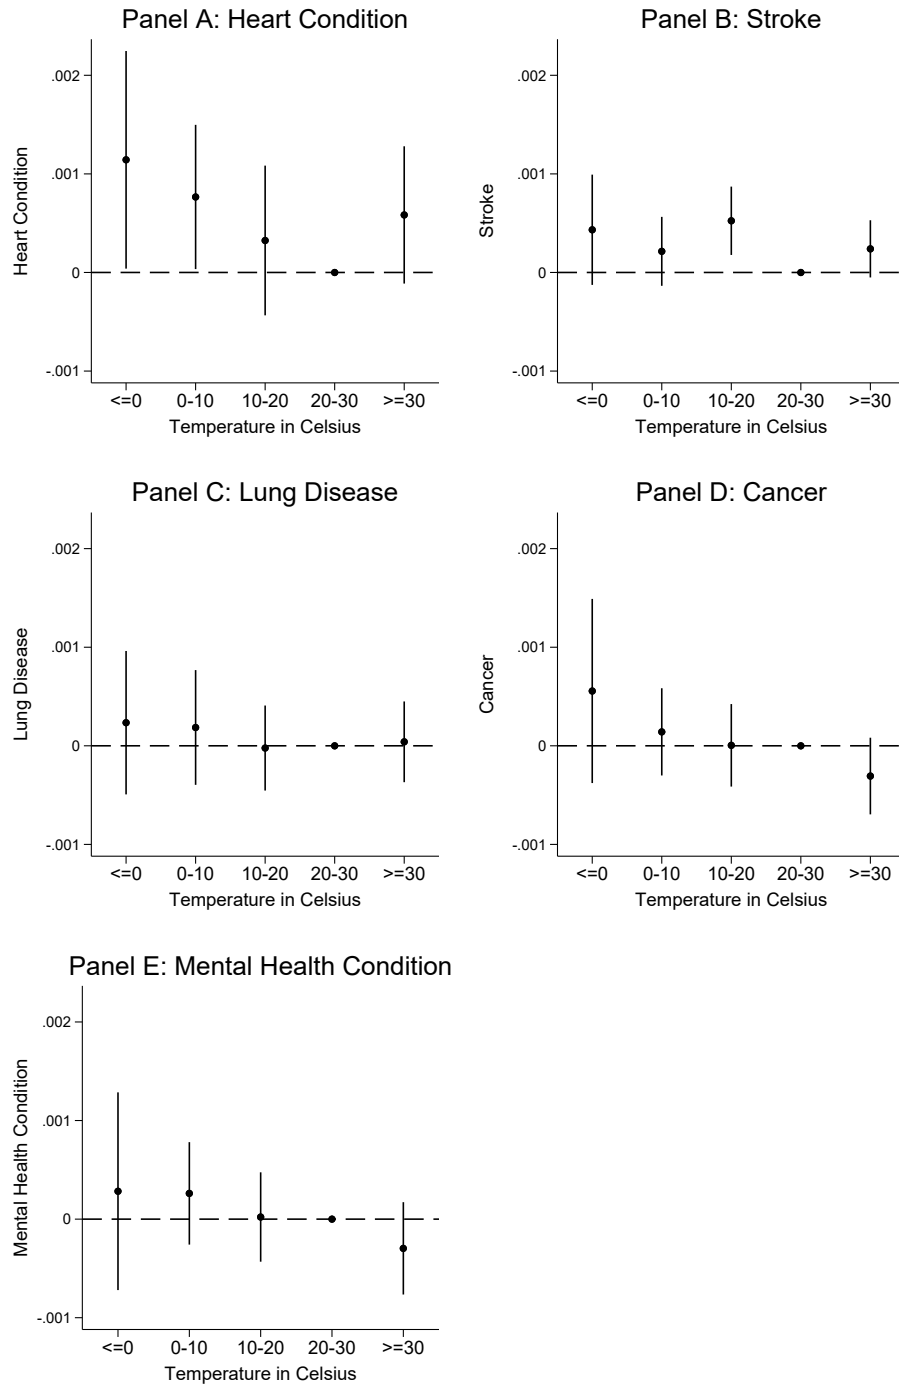 Panel A: Heart Condition
Heart Condition
.002
.001
0
-.001
<=0 0-10 10-20 20-30 >=30
Temperature in Celsius
Panel B: Stroke
Stroke
.002
.001
0
-.001
<=0 0-10 10-20 20-30 >=30
Temperature in Celsius
Panel C: Lung Disease
Lung Disease
.002
.001
0
-.001
<=0 0-10 10-20 20-30 >=30
Temperature in Celsius
Panel D: Cancer
Cancer
.002
.001
0
-.001
<=0 0-10 10-20 20-30 >=30
Temperature in Celsius
Panel E: Mental Health Condition
Mental Health Condition
.002
.001
0
-.001
<=0 0-10 10-20 20-30 >=30
Temperature in Celsius